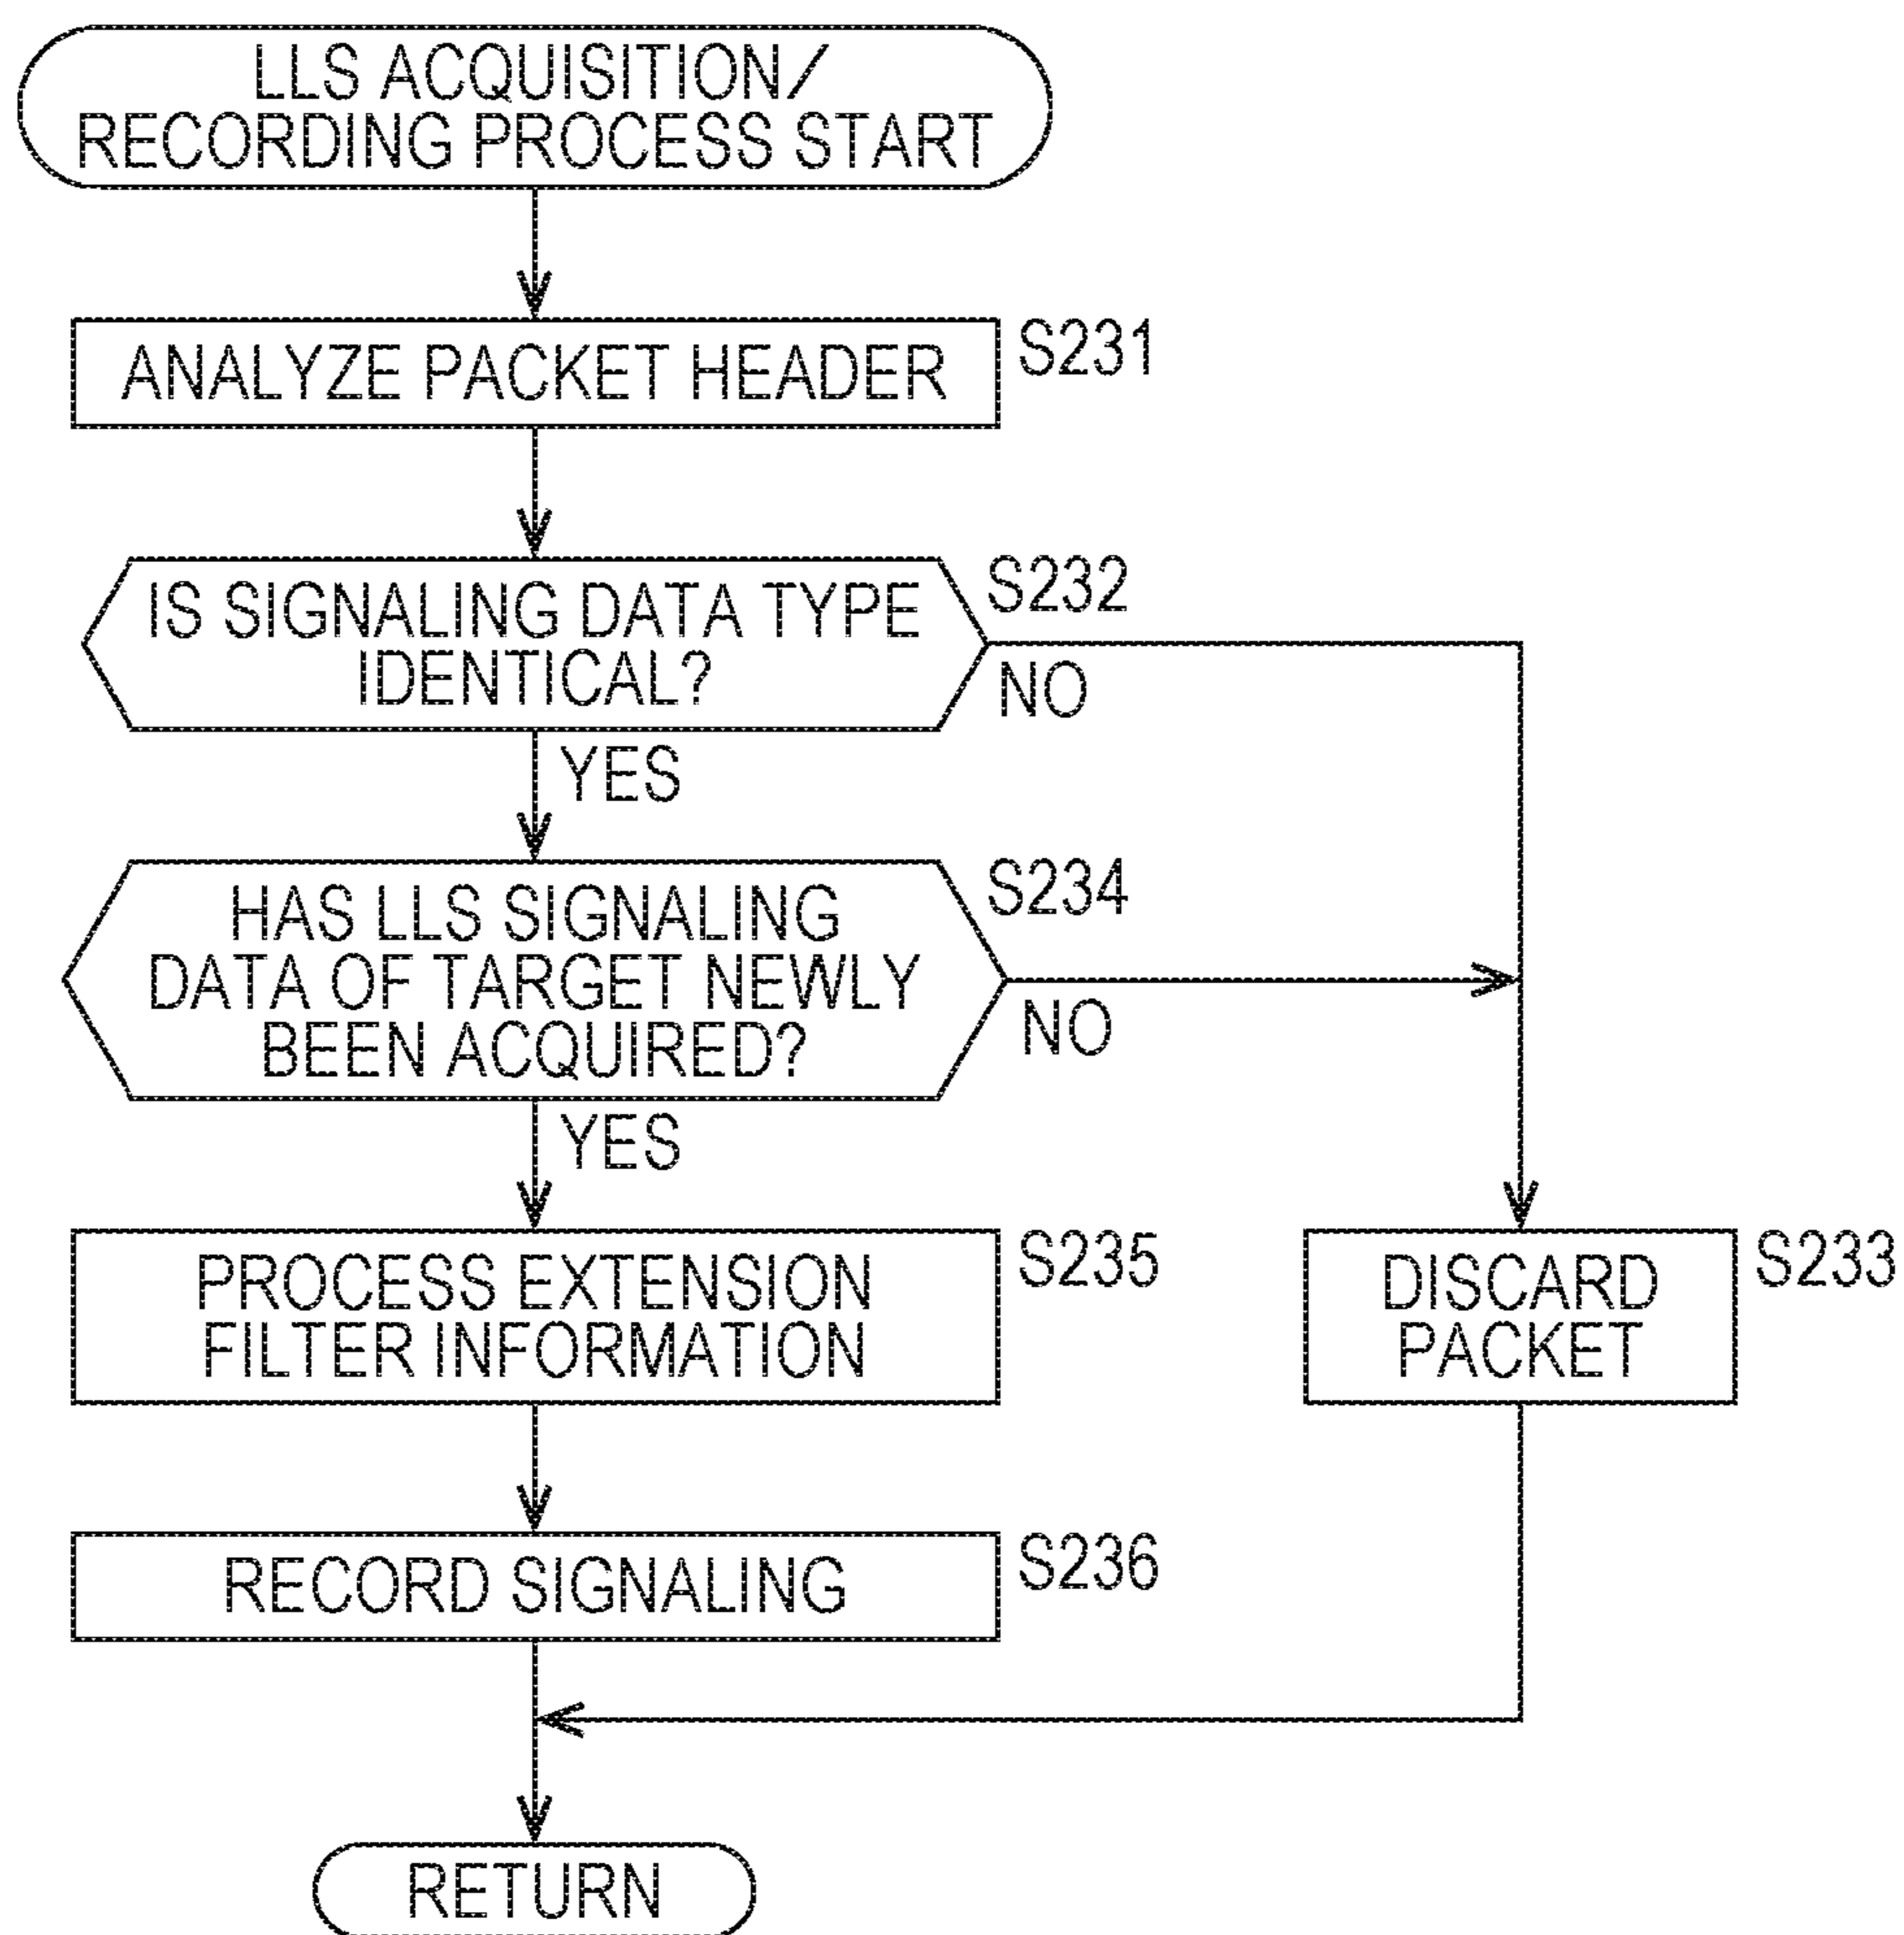 LLS ACQUISITION/
RECORDING PROCESS START
ANALYZE PACKET HEADER
S231
IS SIGNALING DATA TYPE
IDENTICAL?
S232
NO
YES
HAS LLS SIGNALING
DATA OF TARGET NEWLY
BEEN ACQUIRED?
S234
NO
YES
PROCESS EXTENSION
FILTER INFORMATION
S235
DISCARD
PACKET
S233
RECORD SIGNALING
S236
RETURN